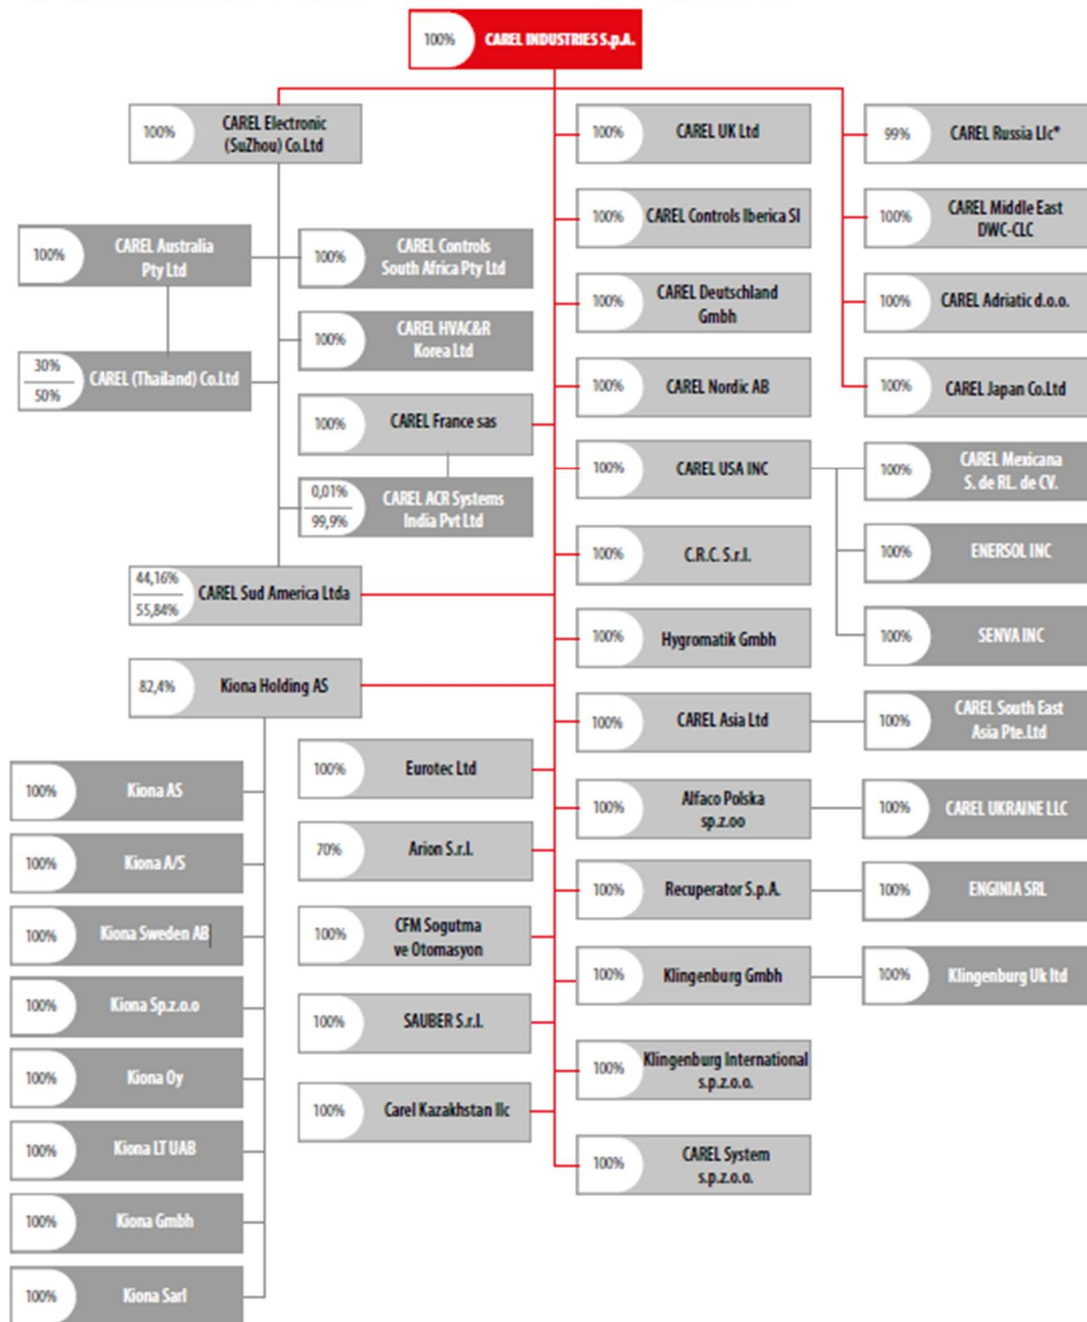 100%
CAREL INDUSTRIES S.p.A.
100%
CAREL Electronic
(SuZhou) Co.Ltd
100%
CAREL UK Ltd
99%
CAREL Russia Llc*
100%
CAREL Controls Iberica Sl
100%
CAREL Middle East
DWC-CLC
100%
CAREL Australia
Pty Ltd
100%
CAREL Controls
South Africa Pty Ltd
100%
CAREL Deutschland
Gmbh
100%
CAREL Adriatic d.o.o.
100%
CAREL HVAC&R
Korea Ltd
30%
50%
CAREL (Thailand) Co.Ltd
100%
CAREL Nordic AB
100%
CAREL Japan Co.Ltd
100%
CAREL France sas
100%
CAREL USA INC
100%
CAREL Mexicana
S. de RL. de CV.
0,01%
99,9%
CAREL ACR Systems
India Pvt Ltd
100%
C.R.C. S.r.l.
100%
ENERSOL INC
44,16%
55,84%
CAREL Sud America Ltda
100%
Hygromatik Gmbh
100%
SENVA INC
82,4%
Kiona Holding AS
100%
CAREL Asia Ltd
100%
CAREL South East
Asia Pte.Ltd
100%
Kiona AS
100%
Eurotec Ltd
100%
Alfaco Polska
sp.z.oo
100%
CAREL UKRAINE LLC
100%
Kiona A/S
70%
Arion S.r.l.
100%
Recuperator S.p.A.
100%
ENGINIA SRL
100%
Kiona Sweden AB
100%
CFM Sogutma
ve Otomasyon
100%
Klingenburg Gmbh
100%
Klingenburg Uk ltd
100%
Kiona Sp.z.o.o
100%
SAUBER S.r.l.
100%
Klingenburg International
s.p.z.o.o.
100%
Kiona Oy
100%
Carel Kazakhstan llc
100%
Kiona LT UAB
100%
CAREL System
s.p.z.o.o.
100%
Kiona Gmbh
100%
Kiona Sarl